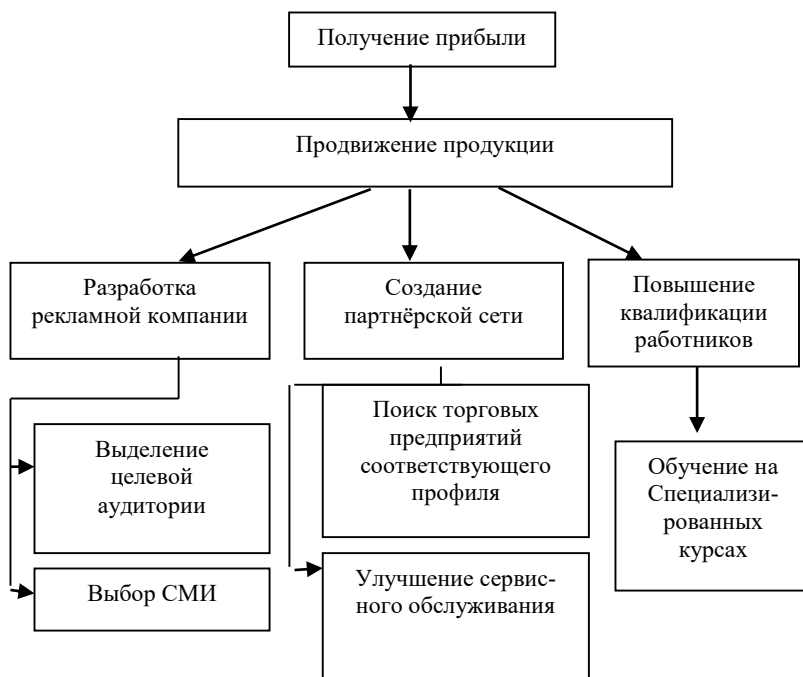 Получение прибыли
Продвижение продукции
Разработка
рекламной компании
Создание
партнёрской сети
Повышение
квалификации
работников
Выделение
целевой
аудитории
Поиск торговых
предприятий
соответствующего
профиля
Обучение на
Специализи-
рованных
курсах
Выбор СМИ
Улучшение сервис-
ного обслуживания